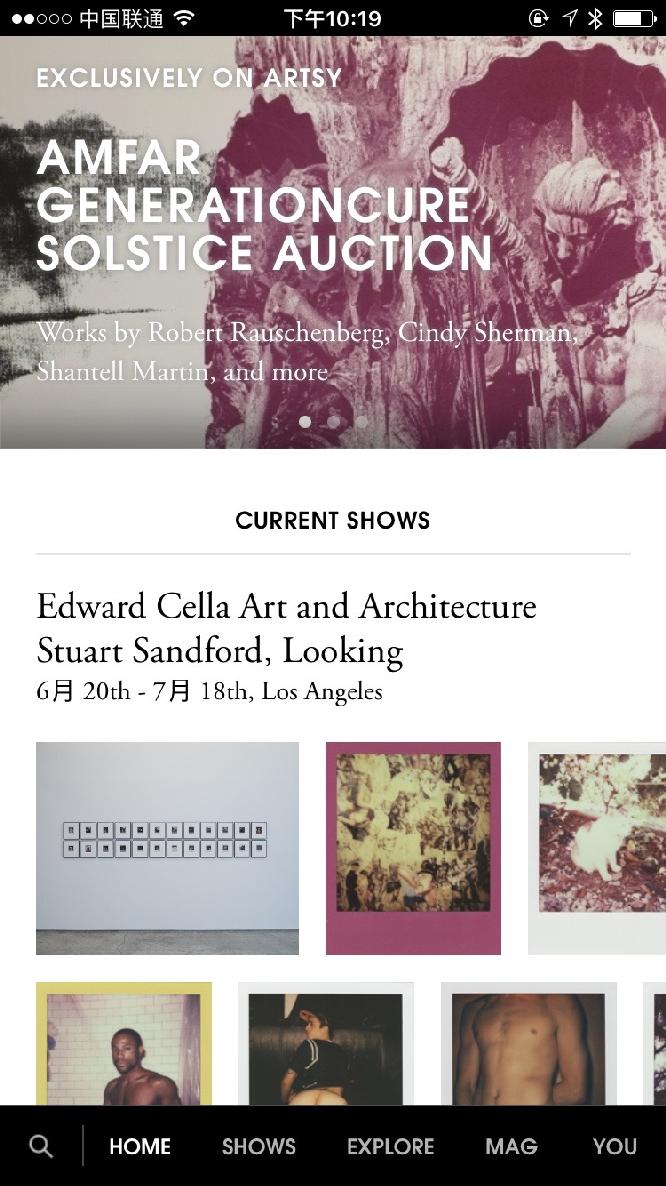 中国联通
下午10:19
EXCLUSIVELY ON ARTSY
AMFAR
GENERATIONCURE
SOLSTICE AUCTION
Works by Robert Rauschenberg, Cindy Sherman,
Shantell Martin, and more
CURRENT SHOWS
Edward Cella Art and Architecture
Stuart Sandford, Looking
6月 20th - 7月 18th, Los Angeles
HOME SHOWS EXPLORE MAG YOU